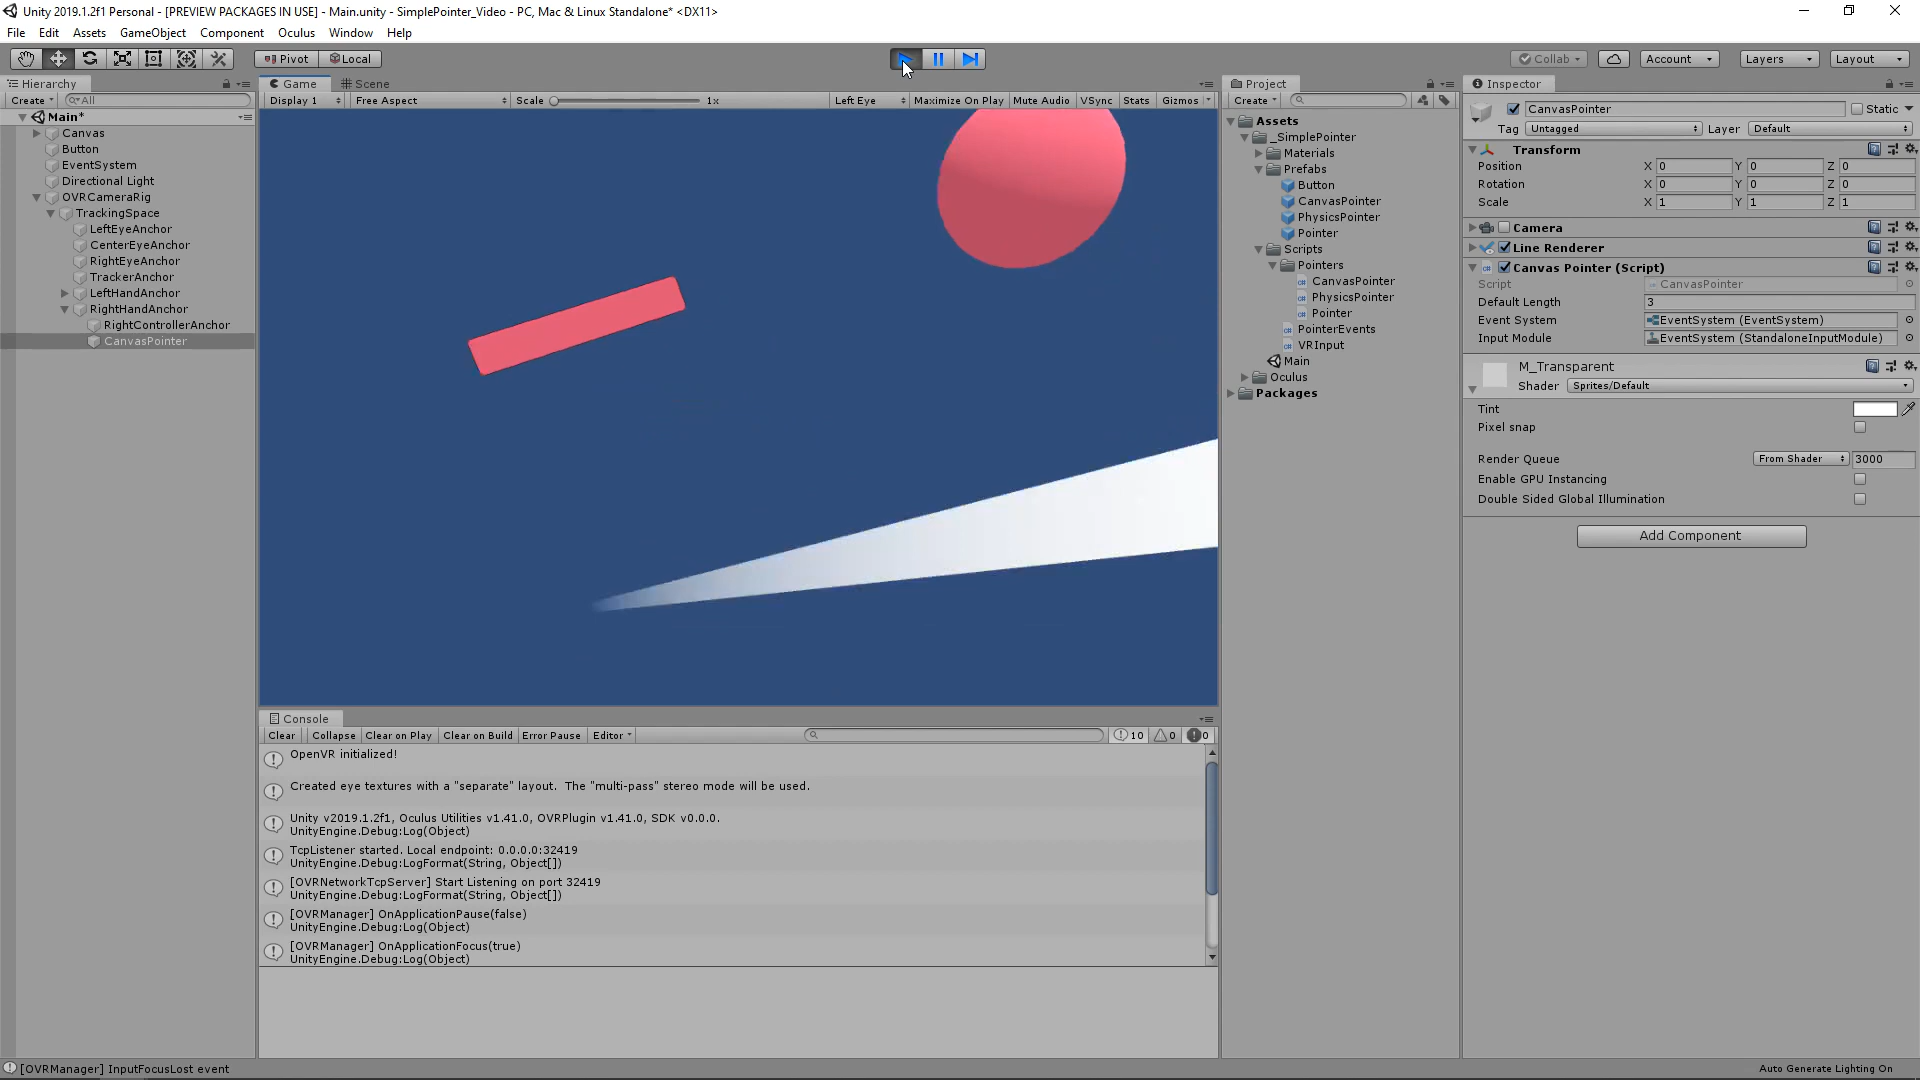 Unity 2019.1.2f1 Personal - [PREVIEW PACKAGES IN USE] - Main.unity - SimplePointer_Video - PC, Mac & Linux Standalone* <DX11>
File Edit Assets GameObject Component Oculus Window Help
Pivot Local Collab Account Layers Layout
Hierarchy
Create All
Main*
Canvas
Button
EventSystem
Directional Light
OVRCameraRig
TrackingSpace
LeftEyeAnchor
CenterEyeAnchor
RightEyeAnchor
TrackerAnchor
LeftHandAnchor
RightHandAnchor
RightControllerAnchor
CanvasPointer
Game Scene
Display 1 Free Aspect Scale 1x Left Eye Maximize On Play Mute Audio VSync Stats Gizmos
Console
Clear Collapse Clear on Play Clear on Build Error Pause Editor 10 0 0
OpenVR initialized!
Created eye textures with a "separate" layout. The "multi-pass" stereo mode will be used.
Unity v2019.1.2f1, Oculus Utilities v1.41.0, OVRPlugin v1.41.0, SDK v0.0.0.
UnityEngine.Debug:Log(Object)
TcpListener started. Local endpoint: 0.0.0.0:32419
UnityEngine.Debug:LogFormat(String, Object[])
[OVRNetworkTcpServer] Start Listening on port 32419
UnityEngine.Debug:LogFormat(String, Object[])
[OVRManager] OnApplicationPause(false)
UnityEngine.Debug:Log(Object)
[OVRManager] OnApplicationFocus(true)
UnityEngine.Debug:Log(Object)
Project
Create
Assets
_SimplePointer
Materials
Prefabs
Button
CanvasPointer
PhysicsPointer
Pointer
Scripts
Pointers
CanvasPointer
PhysicsPointer
Pointer
PointerEvents
VRInput
Main
Oculus
Packages
Inspector
CanvasPointer Static
Tag Untagged Layer Default
Transform
Position X 0 Y 0 Z 0
Rotation X 0 Y 0 Z 0
Scale X 1 Y 1 Z 1
Camera
Line Renderer
Canvas Pointer (Script)
Script CanvasPointer
Default Length 3
Event System EventSystem (EventSystem)
Input Module EventSystem (StandaloneInputModule)
M_Transparent
Shader Sprites/Default
Tint
Pixel snap
Render Queue From Shader 3000
Enable GPU Instancing
Double Sided Global Illumination
Add Component
[OVRManager] InputFocusLost event
Auto Generate Lighting On